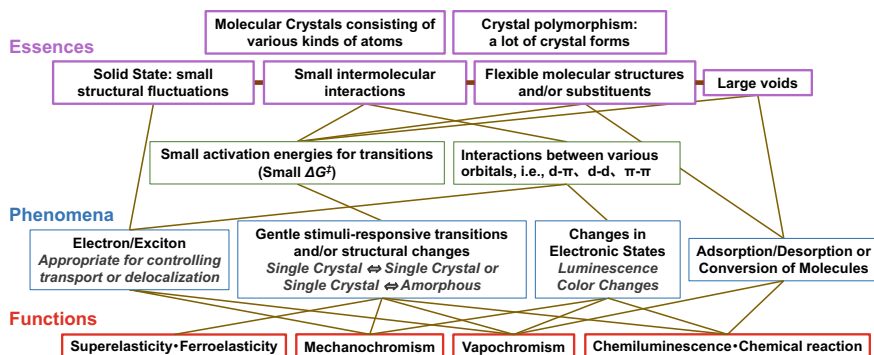 Molecular Crystals consisting of
various kinds of atoms
Crystal polymorphism:
a lot of crystal forms
Essences
Solid State: small
structural fluctuations
Small intermolecular
interactions
Flexible molecular structures
and/or substituents
Large voids
Small activation energies for transitions
(Small ΔG‡)
Interactions between various
orbitals, i.e., d-π、d-d、π-π
Phenomena
Electron/Exciton
Appropriate for controlling
transport or delocalization
Gentle stimuli-responsive transitions
and/or structural changes
Single Crystal ⇔ Single Crystal or
Single Crystal ⇔ Amorphous
Changes in
Electronic States
Luminescence
Color Changes
Adsorption/Desorption or
Conversion of Molecules
Functions
Superelasticity・Ferroelasticity
Mechanochromism
Vapochromism
Chemiluminescence・Chemical reaction